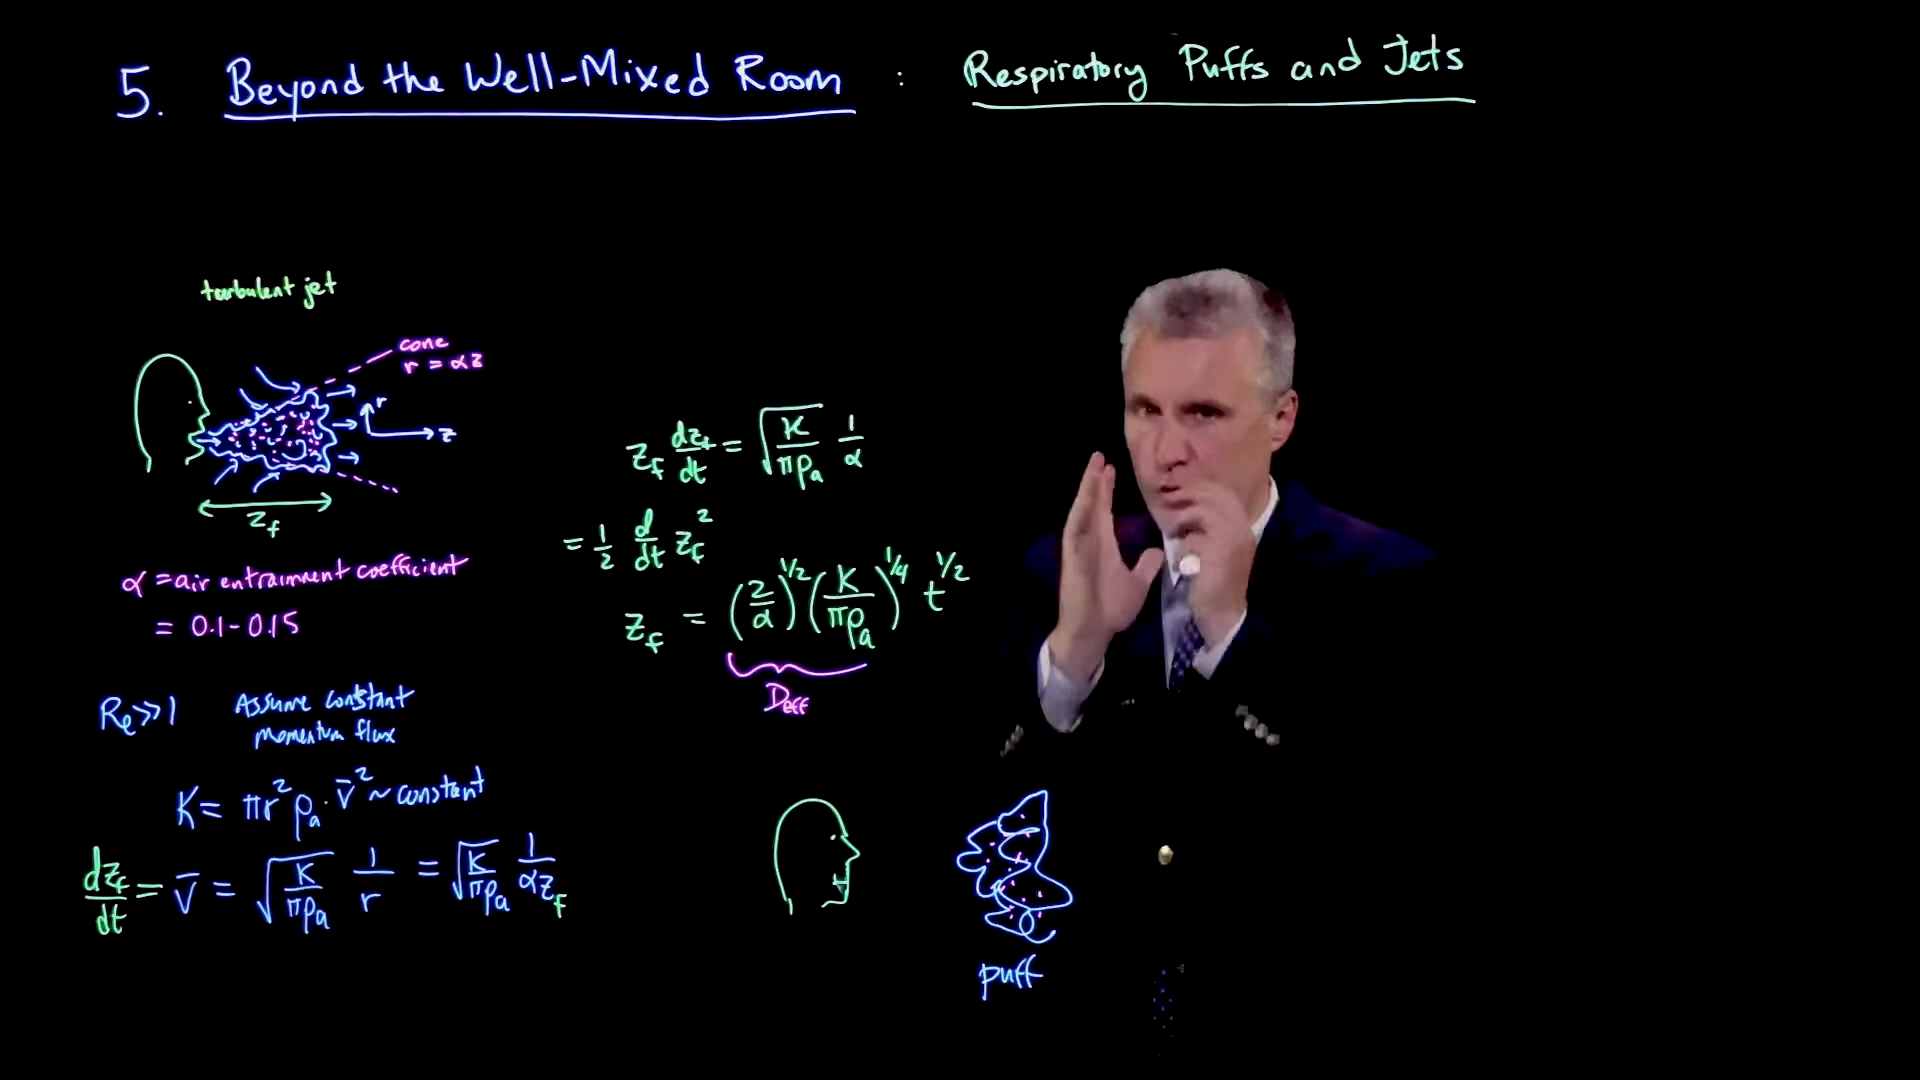 5. Beyond the Well-Mixed Room : Respiratory Puffs and Jets
turbulent jet
cone
r = αz
r
z
z_f
α = air entrainment coefficient
= 0.1-0.15
Re >> 1
Assume constant
momentum flux
K = πr² ρ_a · v̄² ~ constant
dz_f/dt = v̄ = √(K/πρ_a) 1/r = √(K/πρ_a) 1/αz_f
z_f dz_f/dt = √(K/πρ_a) 1/α
= 1/2 d/dt z_f²
z_f = (2/α)^1/2 (K/πρ_a)^1/4 t^1/2
D_eff
puff